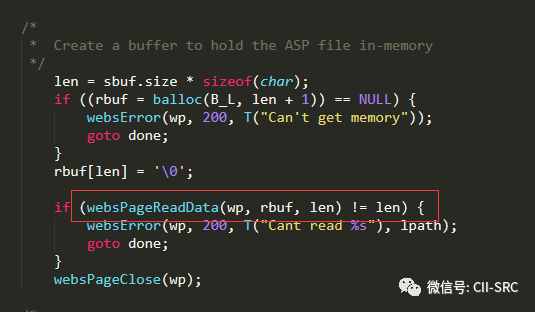 /*
 *  Create a buffer to hold the ASP file in-memory
 */
    len = sbuf.size * sizeof(char);
    if ((rbuf = balloc(B_L, len + 1)) == NULL) {
        websError(wp, 200, T("Can't get memory"));
        goto done;
    }
    rbuf[len] = '\0';

    if (websPageReadData(wp, rbuf, len) != len) {
        websError(wp, 200, T("Cant read %s"), lpath);
        goto done;
    }
    websPageClose(wp);
微信号: CII-SRC